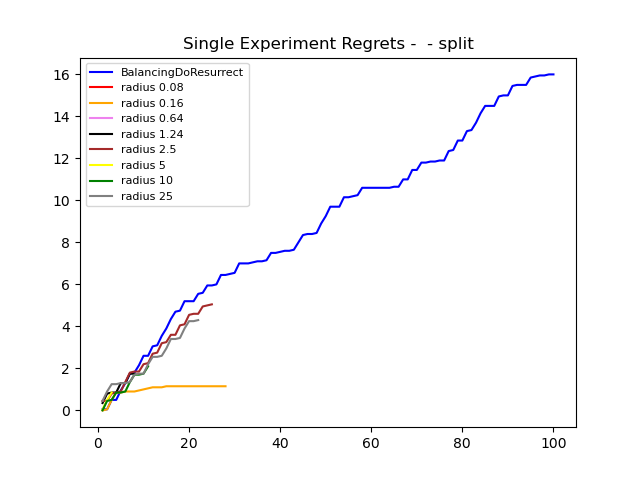 Single Experiment Regrets -  - split
16
14
12
10
8
6
4
2
0
BalancingDoResurrect
radius 0.08
radius 0.16
radius 0.64
radius 1.24
radius 2.5
radius 5
radius 10
radius 25
0 20 40 60 80 100